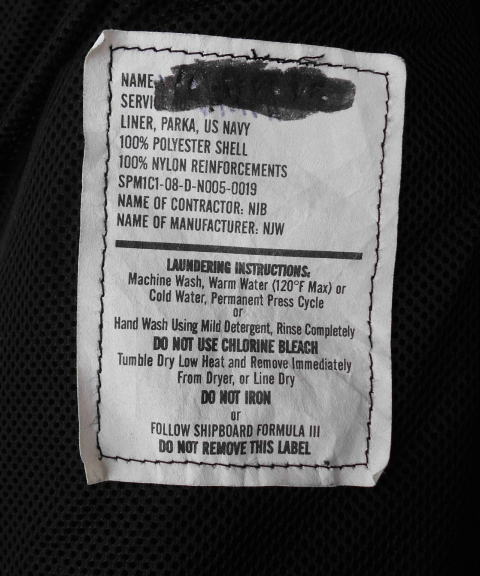 NAME
SERVI
LINER, PARKA, US NAVY
100% POLYESTER SHELL
100% NYLON REINFORCEMENTS
SPM1C1-08-D-N005-0019
NAME OF CONTRACTOR: NIB
NAME OF MANUFACTURER: NJW
LAUNDERING INSTRUCTIONS:
Machine Wash, Warm Water (120°F Max) or
Cold Water, Permanent Press Cycle
or
Hand Wash Using Mild Detergent, Rinse Completely
DO NOT USE CHLORINE BLEACH
Tumble Dry Low Heat and Remove Immediately
From Dryer, or Line Dry
DO NOT IRON
or
FOLLOW SHIPBOARD FORMULA III
DO NOT REMOVE THIS LABEL